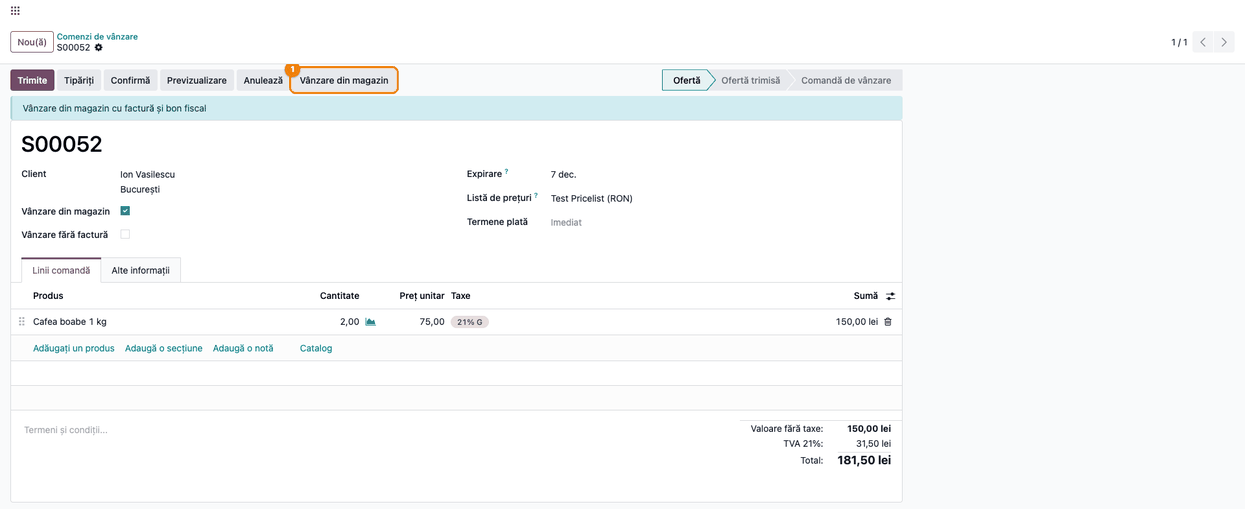 Nou(ă) Comenzi de vânzare
S00052
1 / 1
Trimite Tipăriți Confirmă Previzualizare Anulează 1 Vânzare din magazin Ofertă Ofertă trimisă Comandă de vânzare
Vânzare din magazin cu factură și bon fiscal
S00052
Client Ion Vasilescu
București
Expirare ? 7 dec.
Listă de prețuri ? Test Pricelist (RON)
Vânzare din magazin
Termene plată Imediat
Vânzare fără factură
Linii comandă Alte informații
Produs Cantitate Preț unitar Taxe Sumă
Cafea boabe 1 kg 2,00 75,00 21% G 150,00 lei
Adăugați un produs Adaugă o secțiune Adaugă o notă Catalog
Termeni și condiții...
Valoare fără taxe: 150,00 lei
TVA 21%: 31,50 lei
Total: 181,50 lei